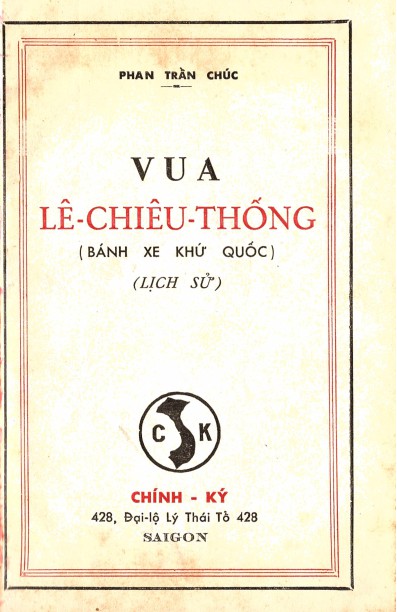 PHAN TRẦN CHÚC
VUA
LÊ-CHIÊU-THỐNG
(BÁNH XE KHỨ QUỐC)
(LỊCH SỬ)
C K
CHÍNH - KÝ
428, Đại-lộ Lý Thái Tổ 428
SAIGON